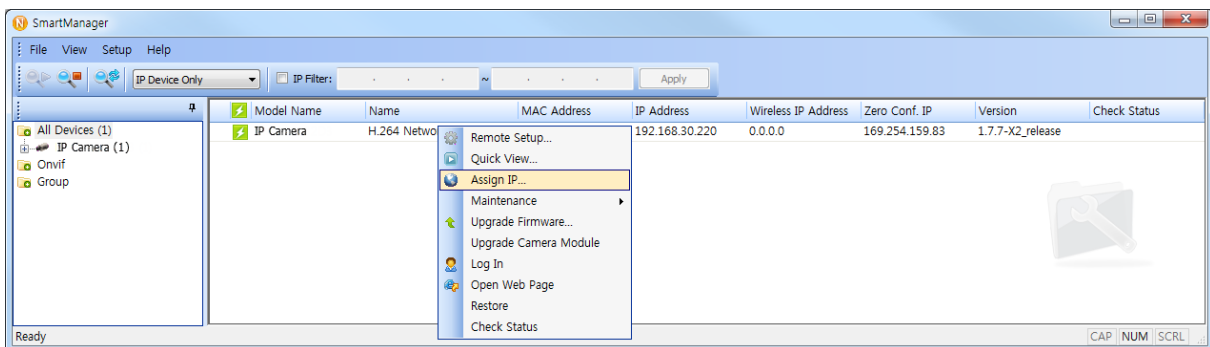 SmartManager
File View Setup Help
IP Device Only IP Filter: . . . ~ . . . Apply
Model Name Name MAC Address IP Address Wireless IP Address Zero Conf. IP Version Check Status
All Devices (1)
IP Camera (1)
Onvif
Group
IP Camera H.264 Netwo 192.168.30.220 0.0.0.0 169.254.159.83 1.7.7-X2_release
Remote Setup...
Quick View...
Assign IP...
Maintenance
Upgrade Firmware...
Upgrade Camera Module
Log In
Open Web Page
Restore
Check Status
Ready CAP NUM SCRL